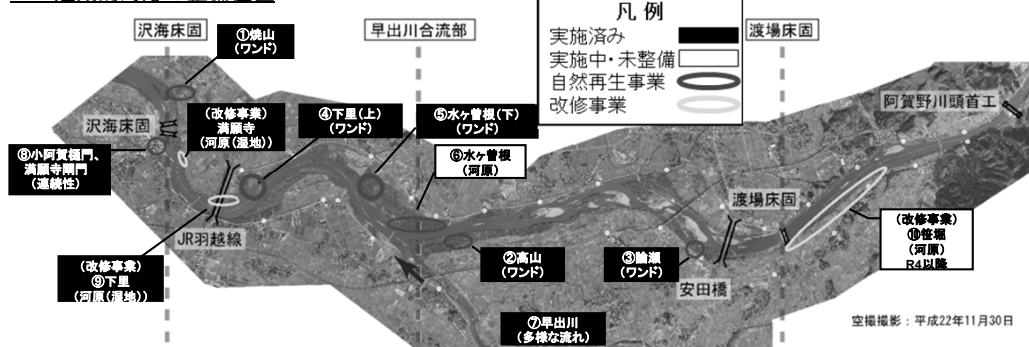 沢海床固
早出川合流部
渡場床固
凡 例
実施済み
実施中・未整備
自然再生事業
改修事業
①焼山
(ワンド)
沢海床固
(改修事業)
満願寺
(河原(湿地))
④下里(上)
(ワンド)
⑤水ヶ曽根(下)
(ワンド)
⑥水ヶ曽根
(河原)
阿賀野川頭首工
⑧小阿賀樋門、
満願寺閘門
(連続性)
JR羽越線
(改修事業)
⑨下里
(河原(湿地))
②高山
(ワンド)
③論瀬
(ワンド)
安田橋
渡場床固
(改修事業)
⑩笹堀
(河原)
R4以降
⑦早出川
(多様な流れ)
空撮撮影:平成22年11月30日